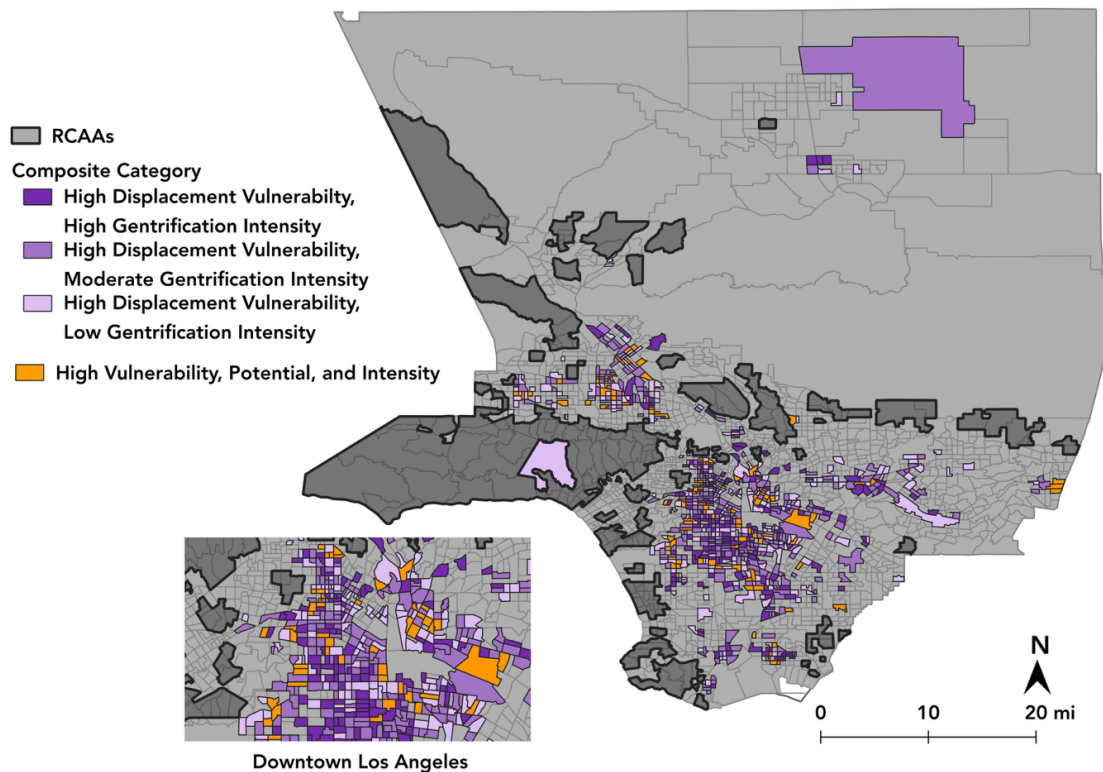 RCAAs
Composite Category
High Displacement Vulnerabilty,
High Gentrification Intensity
High Displacement Vulnerability,
Moderate Gentrification Intensity
High Displacement Vulnerability,
Low Gentrification Intensity
High Vulnerability, Potential, and Intensity
Downtown Los Angeles
N
0 10 20 mi